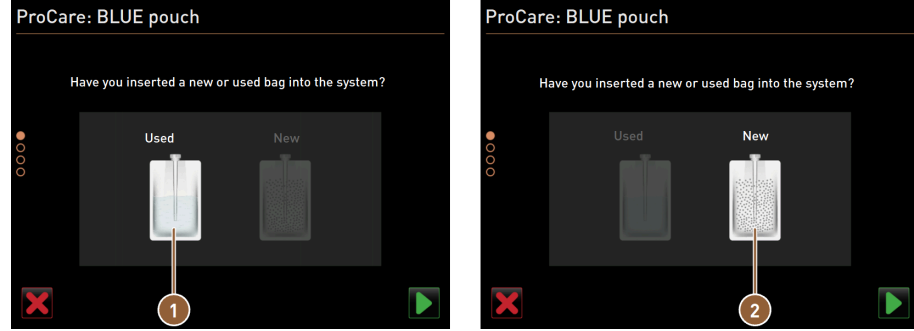 ProCare: BLUE pouch
Have you inserted a new or used bag into the system?
Used New
1
ProCare: BLUE pouch
Have you inserted a new or used bag into the system?
Used New
2